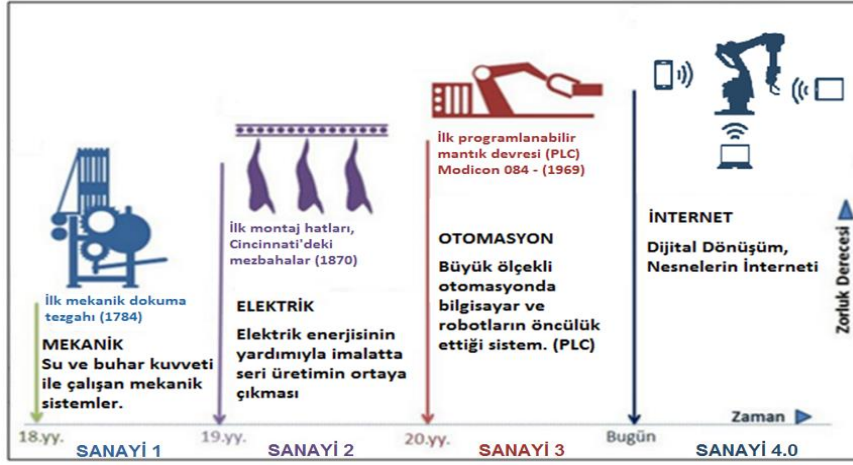 İlk mekanik dokuma
tezgahı (1784)
MEKANİK
Su ve buhar kuvveti
ile çalışan mekanik
sistemler.
İlk montaj hatları,
Cincinnati'deki
mezbahalar (1870)
ELEKTRİK
Elektrik enerjisinin
yardımıyla imalatta
seri üretimin ortaya
çıkması
İlk programlanabilir
mantık devresi (PLC)
Modicon 084 - (1969)
OTOMASYON
Büyük ölçekli
otomasyonda
bilgisayar ve
robotların öncülük
ettiği sistem. (PLC)
İNTERNET
Dijital Dönüşüm,
Nesnelerin İnterneti
Zorluk Derecesi
Zaman
18.yy.
SANAYİ 1
19.yy.
SANAYİ 2
20.yy.
SANAYİ 3
Bugün
SANAYİ 4.0